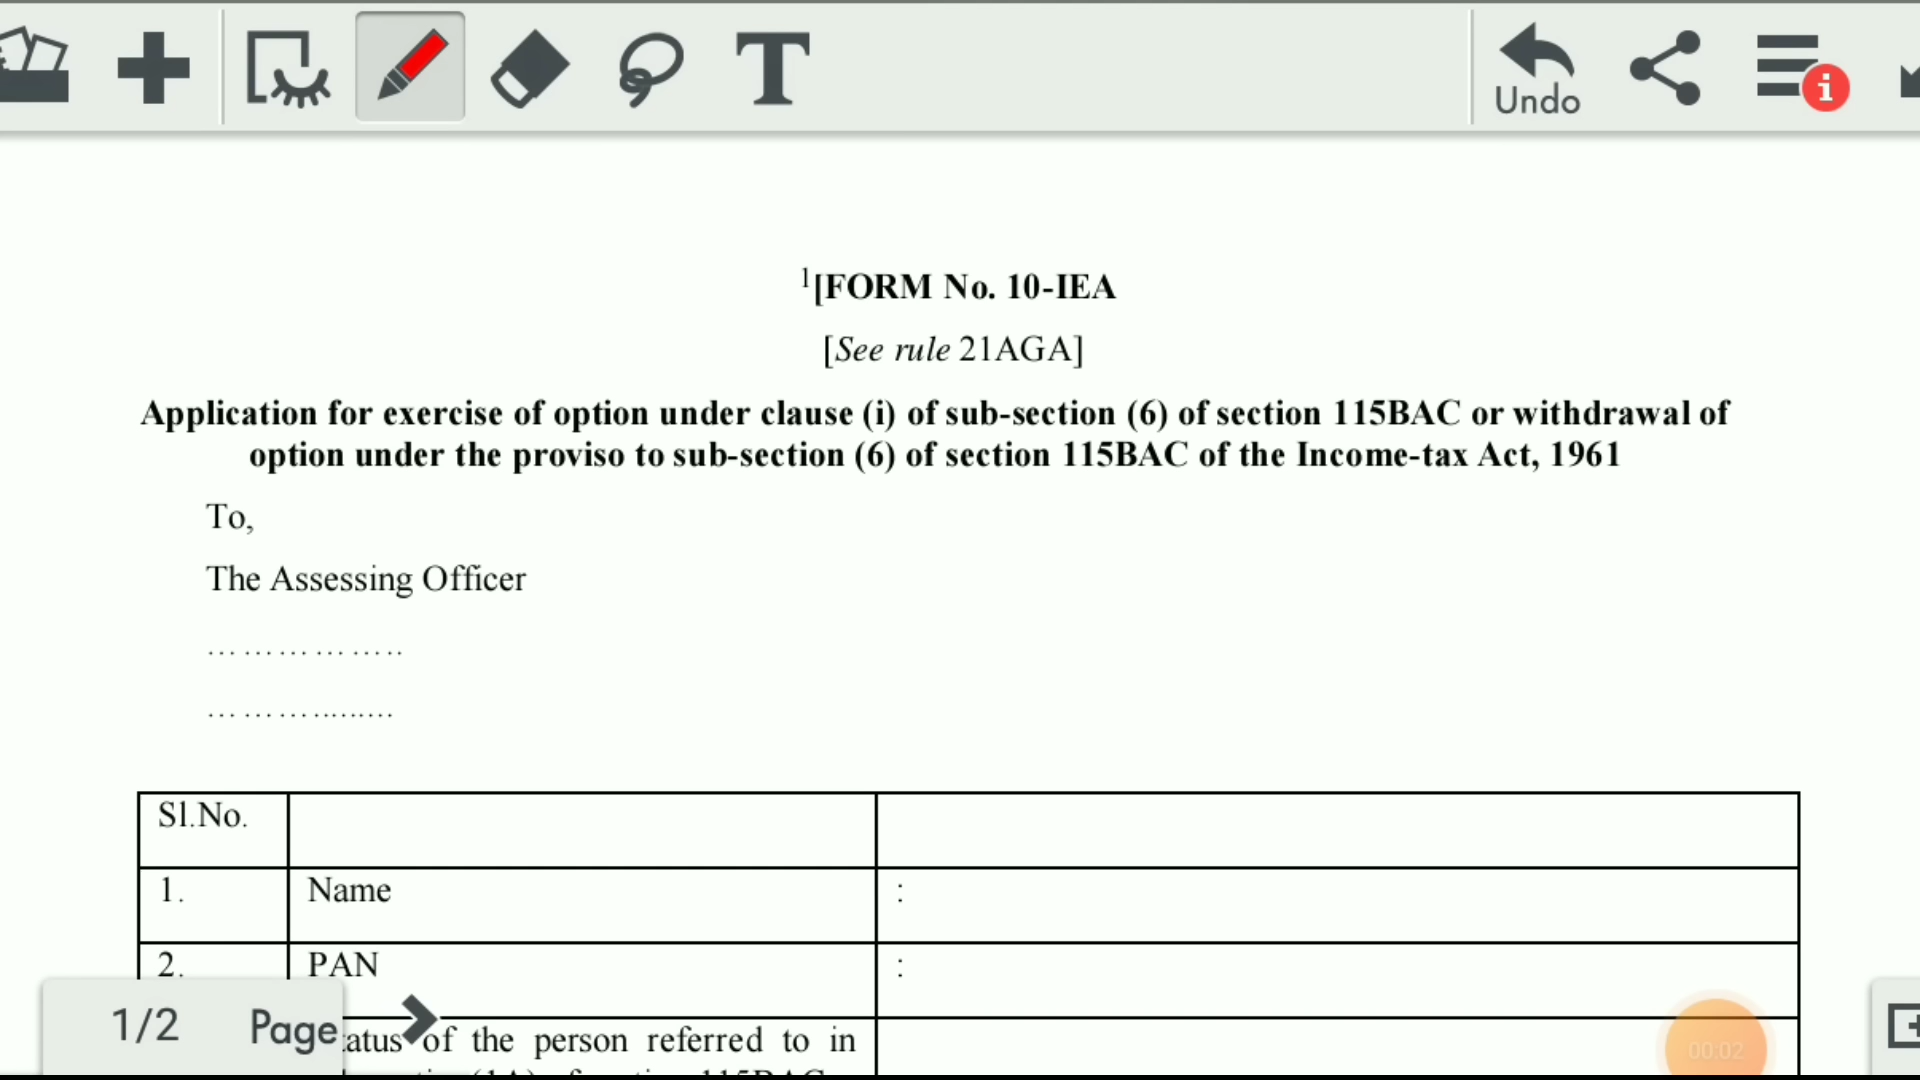 Undo
i
¹[FORM No. 10-IEA
[See rule 21AGA]
Application for exercise of option under clause (i) of sub-section (6) of section 115BAC or withdrawal of
option under the proviso to sub-section (6) of section 115BAC of the Income-tax Act, 1961
To,
The Assessing Officer
………………..
………….......…
Sl.No.
1. Name :
2. PAN :
of the person referred to in
1/2 Page
00:02